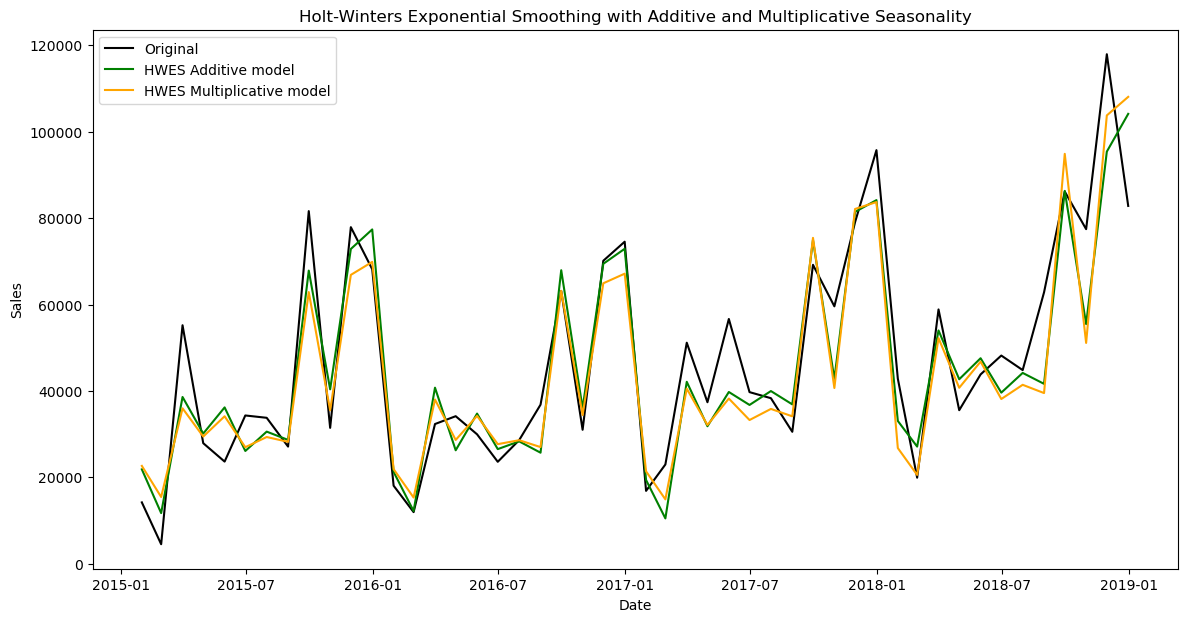 Holt-Winters Exponential Smoothing with Additive and Multiplicative Seasonality
Original
HWES Additive model
HWES Multiplicative model
120000
100000
80000
60000
40000
20000
0
Sales
2015-01 2015-07 2016-01 2016-07 2017-01 2017-07 2018-01 2018-07 2019-01
Date